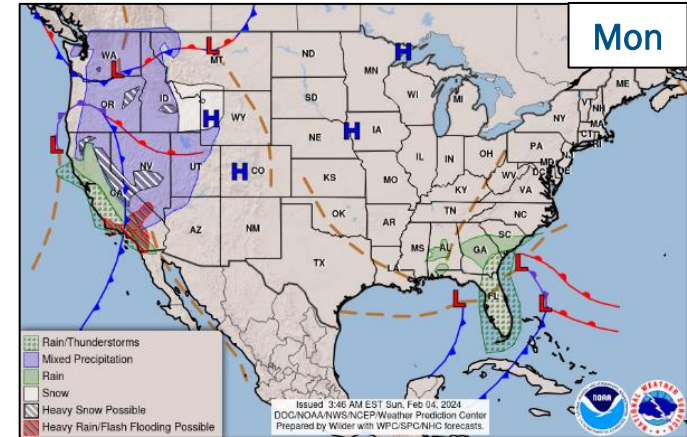 Mon
WA
L
MT
L
ND
H
MN
ME
OR
ID
H
WY
SD
WI
MI
VT
NH
NY
MA
CT
RI
L
NV
UT
H
CO
NE
H
IA
IL
IN
OH
PA
NJ
MD
DE
DC
WV
VA
CA
KS
MO
KY
NC
TN
AZ
NM
OK
AR
SC
MS
AL
GA
L
TX
LA
FL
L
L
Rain/Thunderstorms
Mixed Precipitation
Rain
Snow
Heavy Snow Possible
Heavy Rain/Flash Flooding Possible
Issued 3:46 AM EST Sun, Feb 04, 2024
DOC/NOAA/NWS/NCEP/Weather Prediction Center
Prepared by Wilder with WPC/SPC/NHC forecasts.
NOAA
NATIONAL WEATHER SERVICE